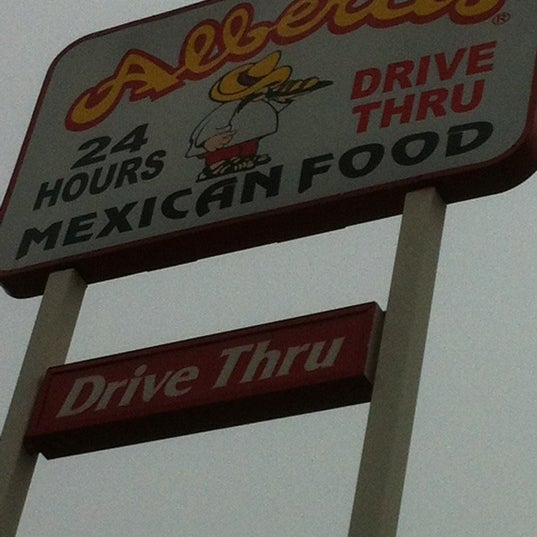 Alberto's®
24 HOURS
DRIVE THRU
MEXICAN FOOD
Drive Thru